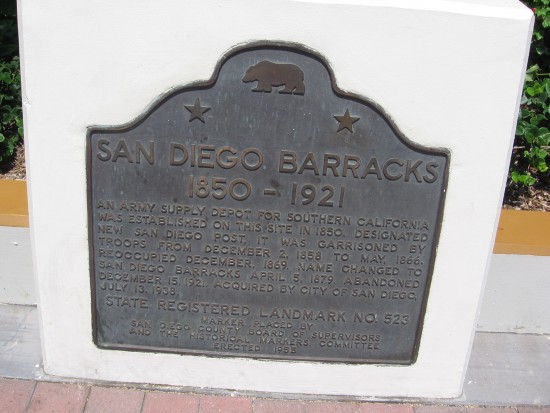 SAN DIEGO BARRACKS
1850 - 1921
AN ARMY SUPPLY DEPOT FOR SOUTHERN CALIFORNIA
WAS ESTABLISHED ON THIS SITE IN 1850. DESIGNATED
NEW SAN DIEGO POST, IT WAS GARRISONED BY
TROOPS FROM DECEMBER 2, 1858 TO MAY, 1866.
REOCCUPIED DECEMBER, 1869. NAME CHANGED TO
SAN DIEGO BARRACKS APRIL 5, 1879. ABANDONED
DECEMBER 15, 1921. ACQUIRED BY CITY OF SAN DIEGO,
JULY 13, 1938.
STATE REGISTERED LANDMARK NO. 523
MARKER PLACED BY
SAN DIEGO COUNTY BOARD OF SUPERVISORS
AND THE HISTORICAL MARKERS COMMITTEE
ERECTED 1955